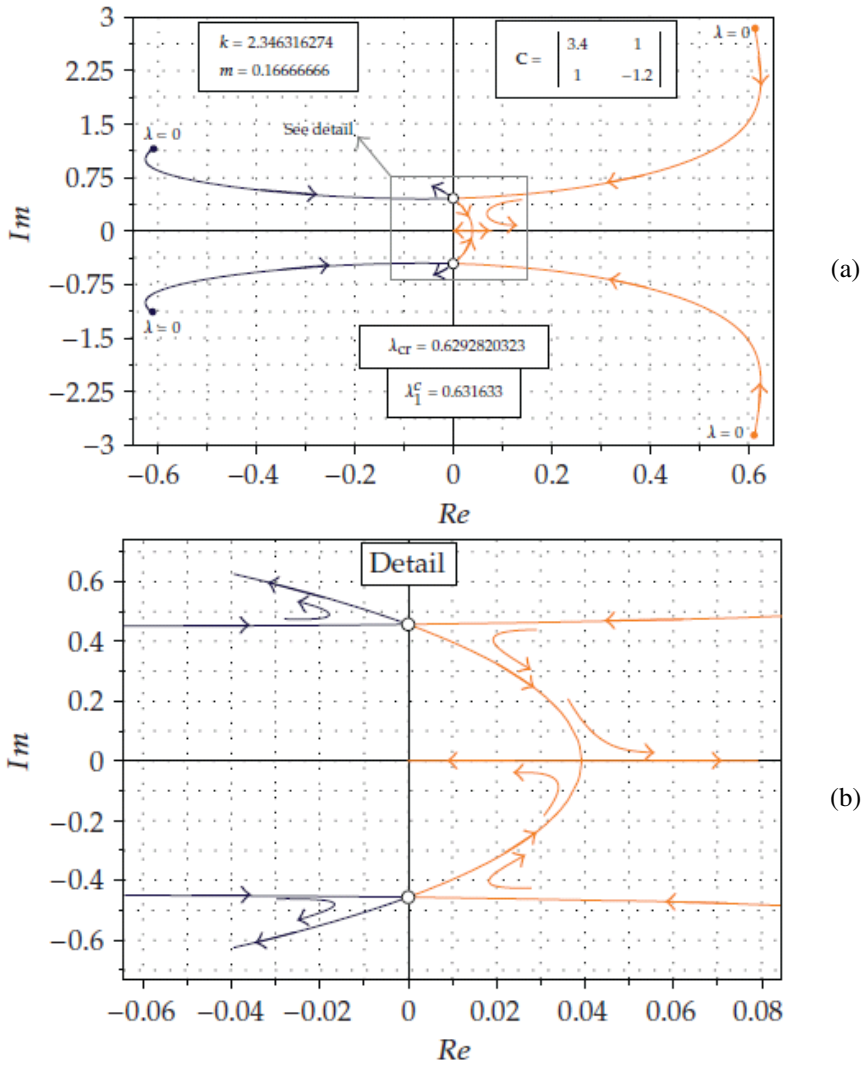 3
2.25
1.5
0.75
0
−0.75
−1.5
−2.25
−3
Im
k = 2.346316274
m = 0.16666666
C = | 3.4 1 |
| 1 −1.2 |
λ = 0
λ = 0
See detail
λ = 0
λcr = 0.6292820323
λ₁ᶜ = 0.631633
λ = 0
−0.6 −0.4 −0.2 0 0.2 0.4 0.6
Re
(a)
Detail
0.6
0.4
0.2
0
−0.2
−0.4
−0.6
Im
−0.06 −0.04 −0.02 0 0.02 0.04 0.06 0.08
Re
(b)